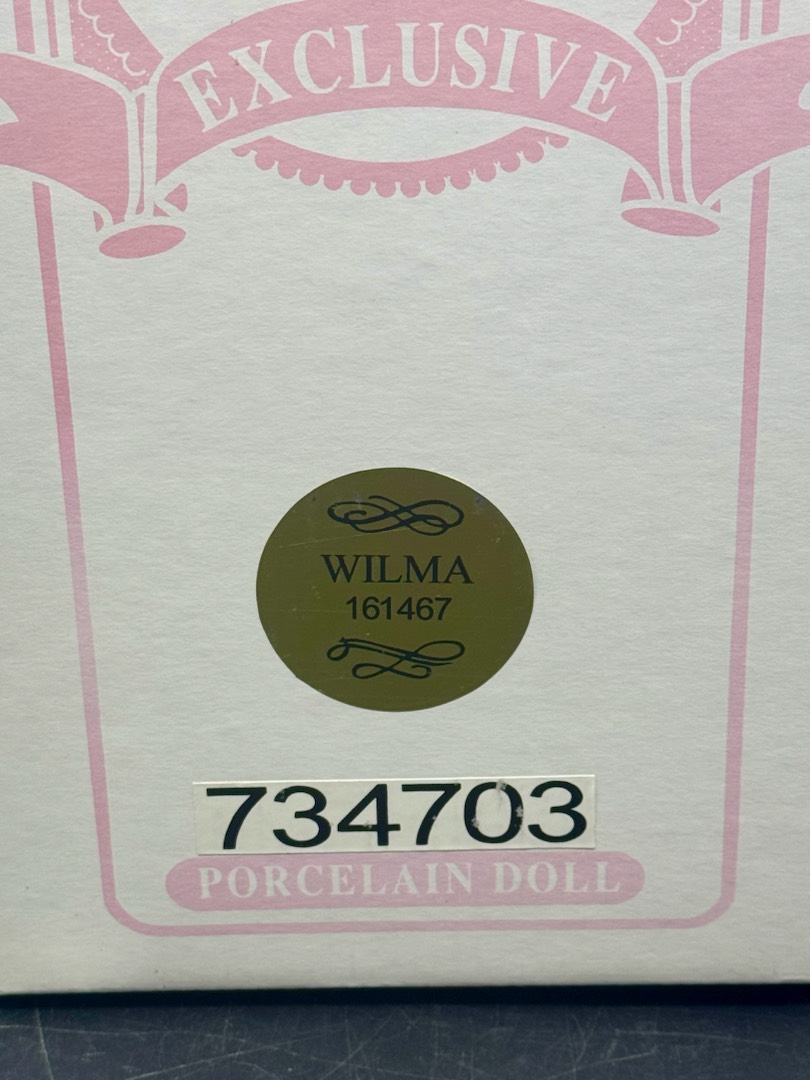 EXCLUSIVE
WILMA
161467
734703
PORCELAIN DOLL